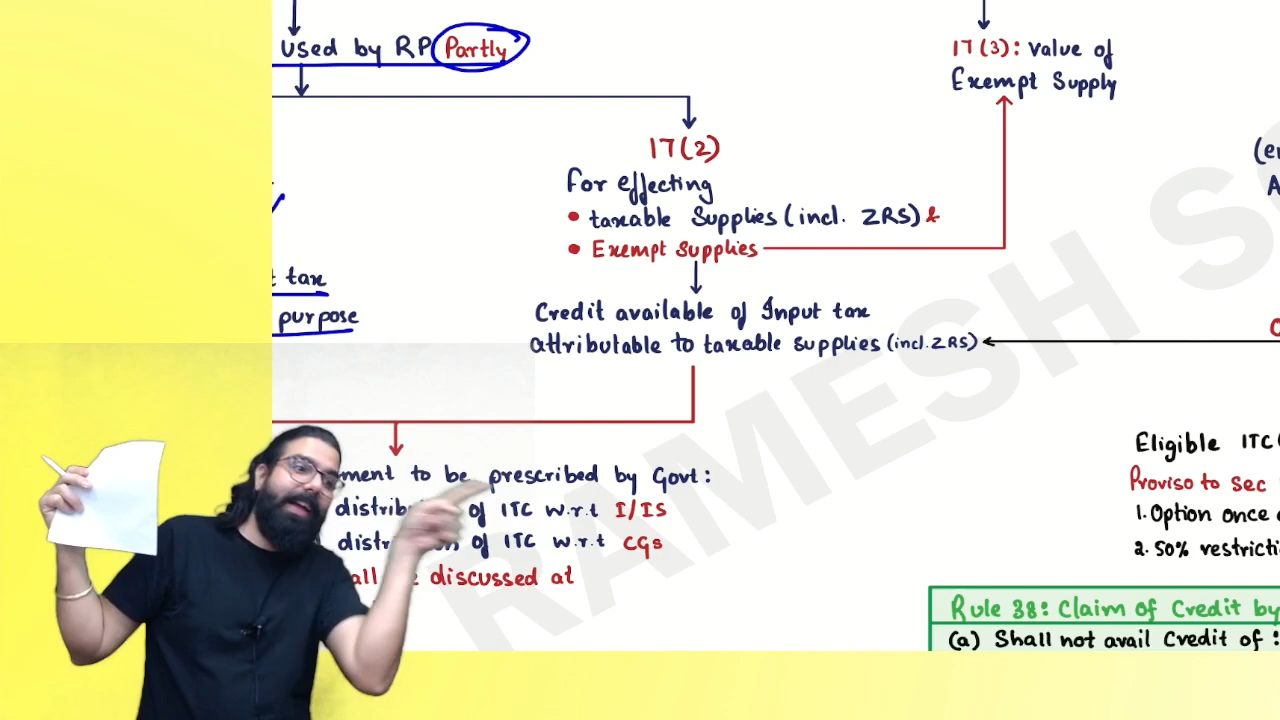 used by RP Partly
17(3): Value of
Exempt Supply
17(2)
For effecting
• taxable Supplies (incl. ZRS) &
• Exempt Supplies
t tax
purpose
Credit available of Input tax
attributable to taxable supplies (incl. ZRS)
ment to be prescribed by Govt:
of ITC w.r.t I/IS
of ITC w.r.t CGs
discussed at
Eligible ITC
Proviso to Sec
1. Option once
2. 50%
Rule 38: Claim of Credit by
(a) Shall not avail Credit of :
RAMESH S